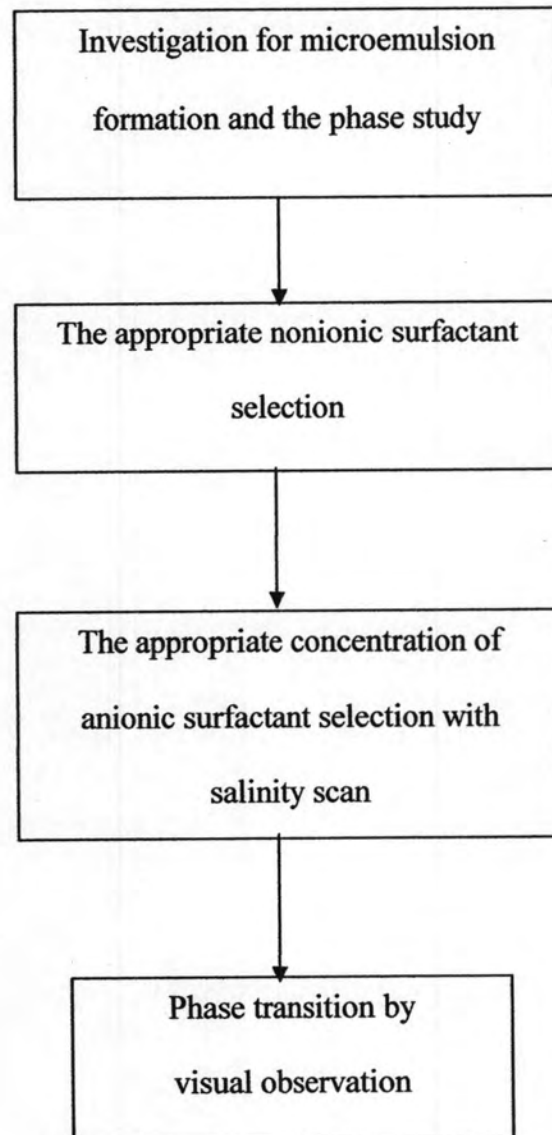 Investigation for microemulsion
formation and the phase study
The appropriate nonionic surfactant
selection
The appropriate concentration of
anionic surfactant selection with
salinity scan
Phase transition by
visual observation